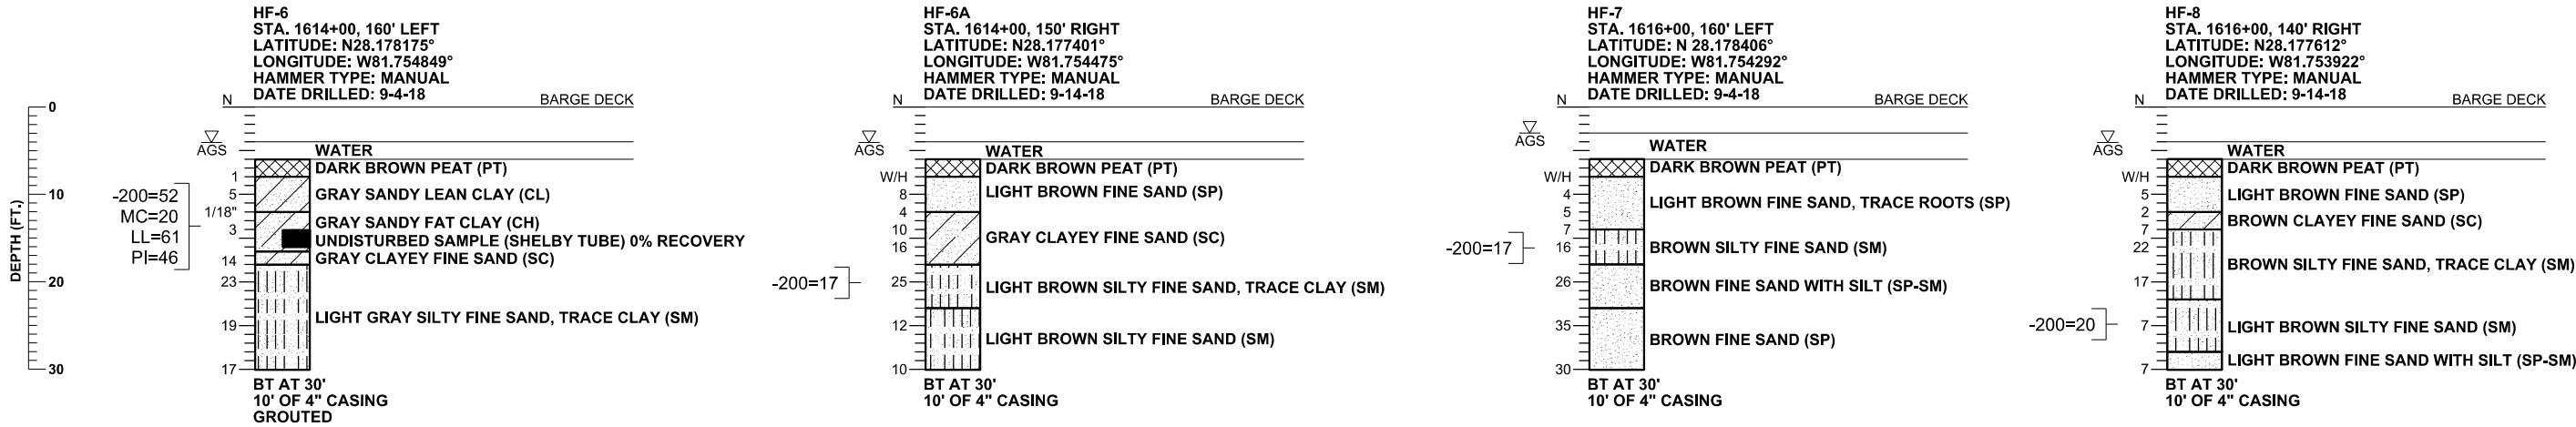 HF-6
STA. 1614+00, 160' LEFT
LATITUDE: N28.178175°
LONGITUDE: W81.754849°
HAMMER TYPE: MANUAL
DATE DRILLED: 9-4-18
N
BARGE DECK
DEPTH (FT.)
0
10
20
30
AGS
WATER
DARK BROWN PEAT (PT)
1
5
GRAY SANDY LEAN CLAY (CL)
-200=52
MC=20
LL=61
PI=46
1/18"
GRAY SANDY FAT CLAY (CH)
3
UNDISTURBED SAMPLE (SHELBY TUBE) 0% RECOVERY
14
GRAY CLAYEY FINE SAND (SC)
23
19
LIGHT GRAY SILTY FINE SAND, TRACE CLAY (SM)
17
BT AT 30'
10' OF 4" CASING
GROUTED
HF-6A
STA. 1614+00, 150' RIGHT
LATITUDE: N28.177401°
LONGITUDE: W81.754475°
HAMMER TYPE: MANUAL
DATE DRILLED: 9-14-18
N
BARGE DECK
AGS
WATER
DARK BROWN PEAT (PT)
W/H
8
LIGHT BROWN FINE SAND (SP)
4
10
GRAY CLAYEY FINE SAND (SC)
16
-200=17
25
LIGHT BROWN SILTY FINE SAND, TRACE CLAY (SM)
12
LIGHT BROWN SILTY FINE SAND (SM)
10
BT AT 30'
10' OF 4" CASING
HF-7
STA. 1616+00, 160' LEFT
LATITUDE: N 28.178406°
LONGITUDE: W81.754292°
HAMMER TYPE: MANUAL
DATE DRILLED: 9-4-18
N
BARGE DECK
AGS
WATER
DARK BROWN PEAT (PT)
W/H
4
LIGHT BROWN FINE SAND, TRACE ROOTS (SP)
5
7
-200=17
16
BROWN SILTY FINE SAND (SM)
26
BROWN FINE SAND WITH SILT (SP-SM)
35
BROWN FINE SAND (SP)
30
BT AT 30'
10' OF 4" CASING
HF-8
STA. 1616+00, 140' RIGHT
LATITUDE: N28.177612°
LONGITUDE: W81.753922°
HAMMER TYPE: MANUAL
DATE DRILLED: 9-14-18
N
BARGE DECK
AGS
WATER
DARK BROWN PEAT (PT)
W/H
5
LIGHT BROWN FINE SAND (SP)
2
BROWN CLAYEY FINE SAND (SC)
7
22
BROWN SILTY FINE SAND, TRACE CLAY (SM)
17
-200=20
7
LIGHT BROWN SILTY FINE SAND (SM)
LIGHT BROWN FINE SAND WITH SILT (SP-SM)
7
BT AT 30'
10' OF 4" CASING